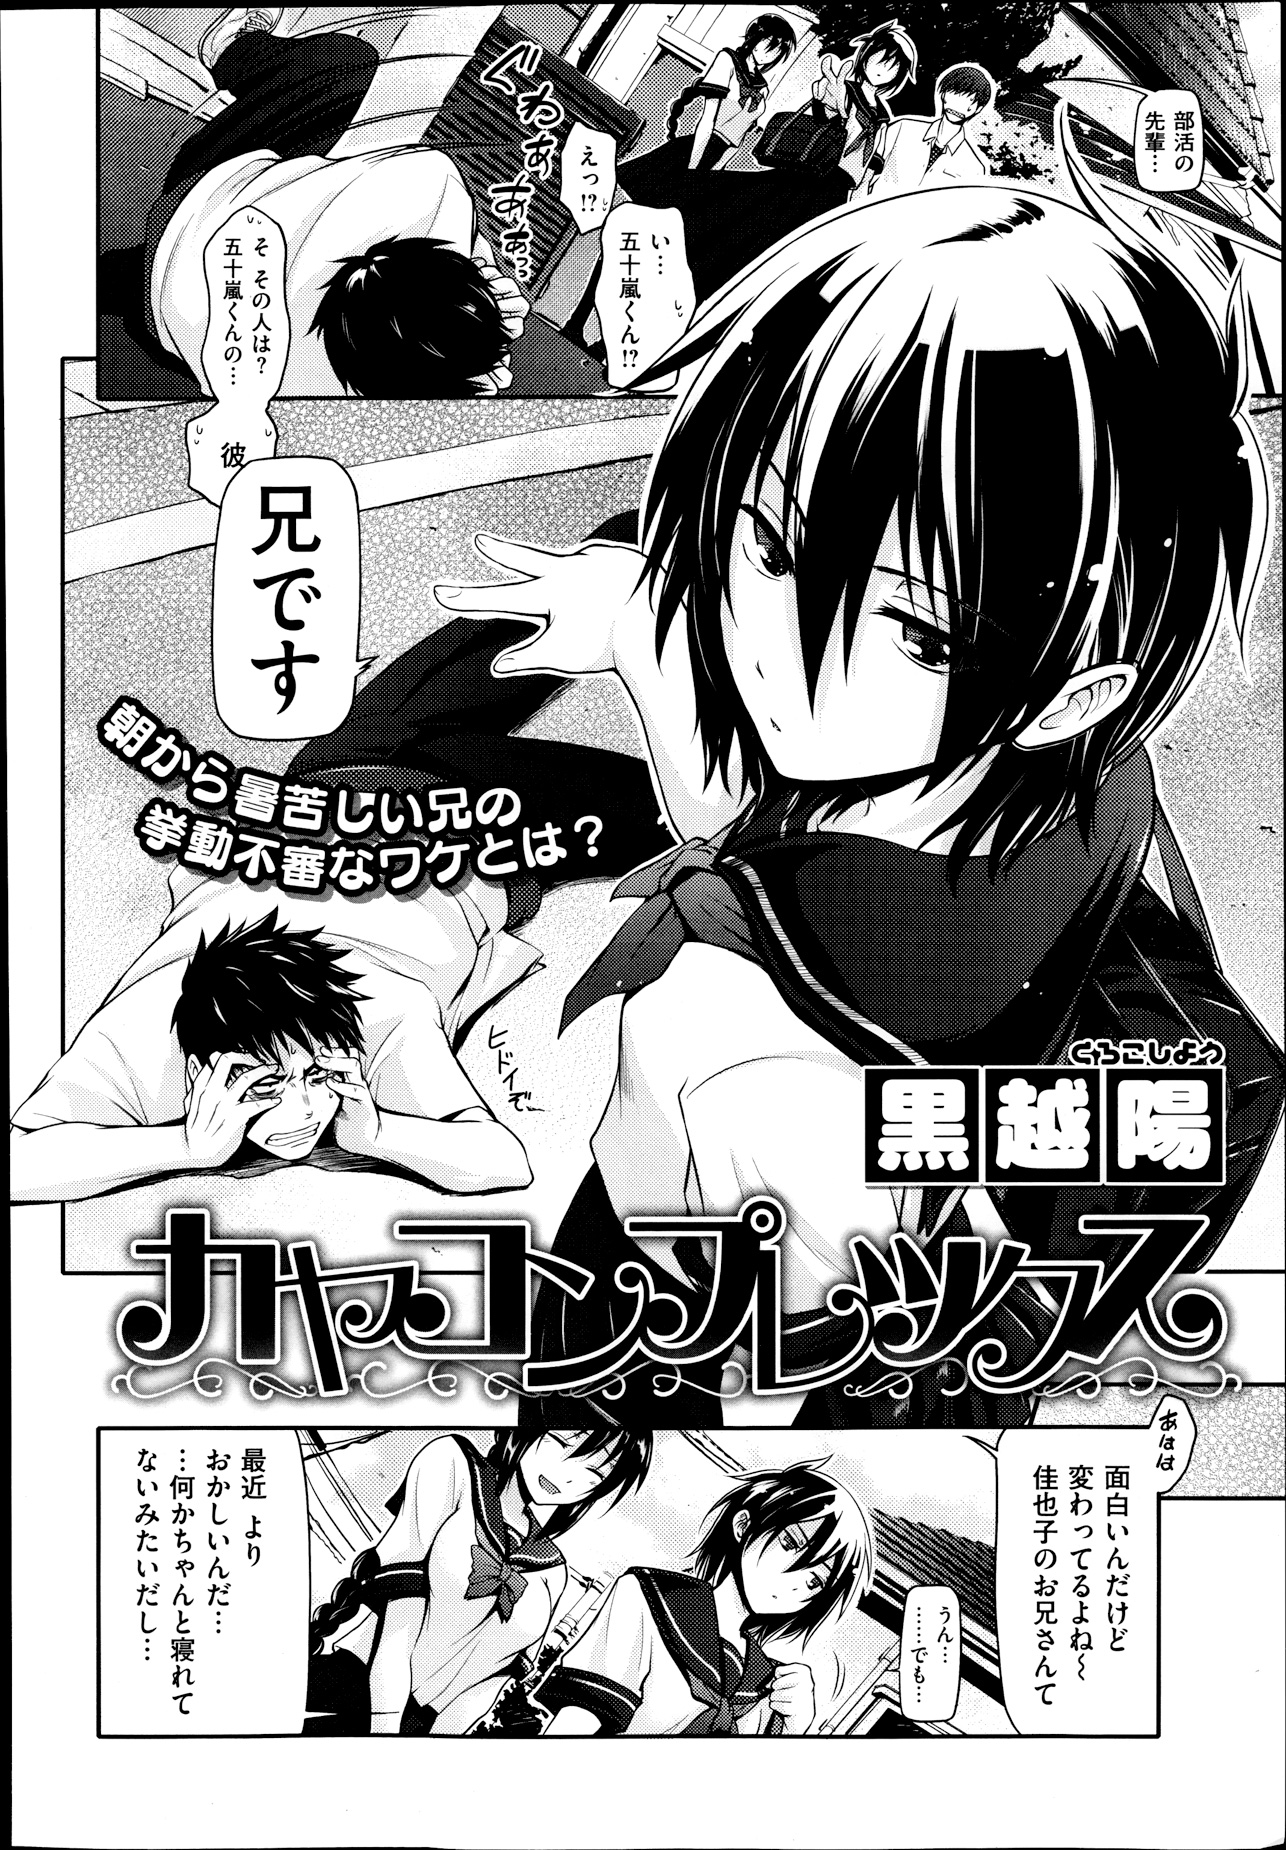 部活の
先輩…
い…
五十嵐くん!?
えっ!?
ぐわあああぁっ
そ その人は?
五十嵐くんの…
彼
兄です
朝から暑苦しい兄の
挙動不審なワケとは?
ヒドイぞ
くろこしよう
黒越陽
カヤコンプレックス
あはは
面白いんだけど
変わってるよね〜
佳也子のお兄さんて
うん…
……でも…
最近 より
おかしいんだ…
…何かちゃんと寝れて
ないみたいだし…